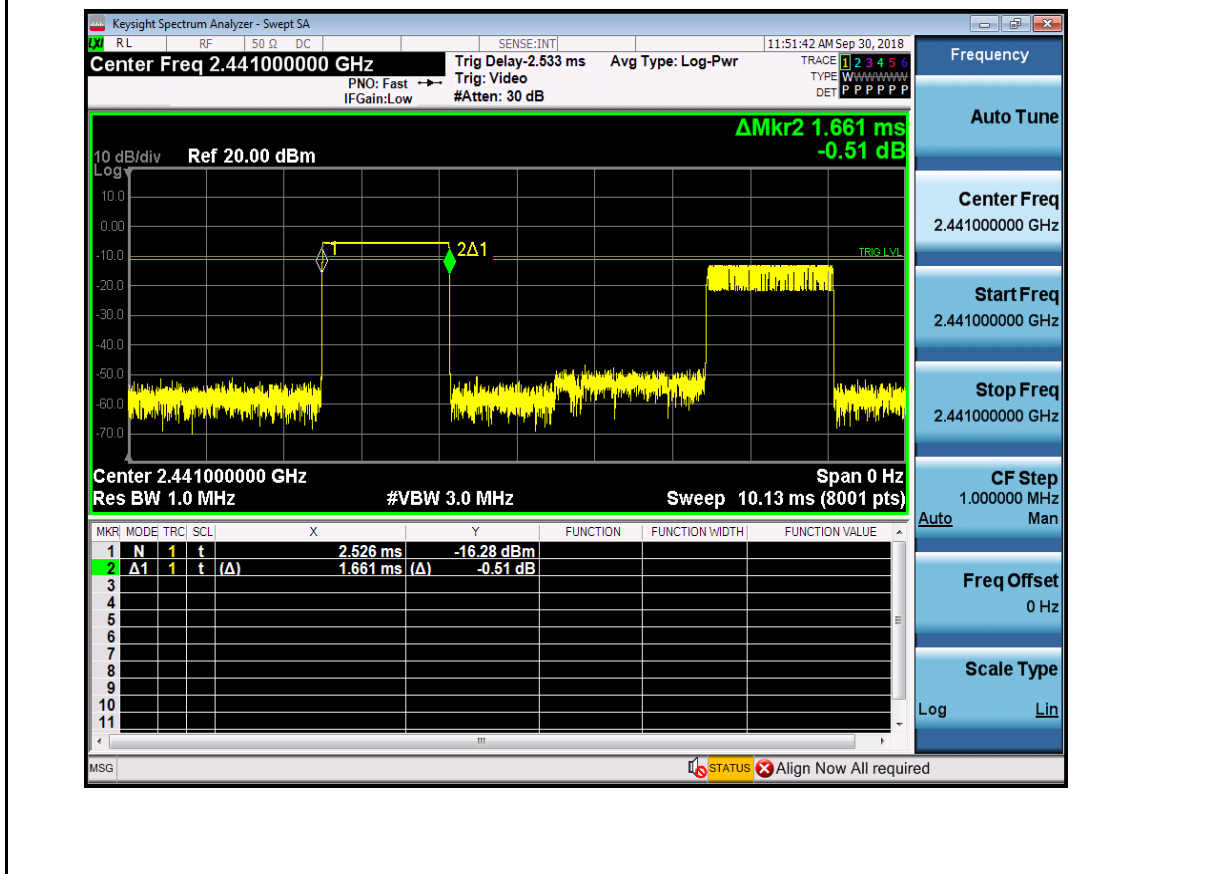 Keysight Spectrum Analyzer - Swept SA
LXI RL RF 50 Ω DC SENSE:INT 11:51:42 AM Sep 30, 2018
Center Freq 2.441000000 GHz
PNO: Fast
IFGain:Low
Trig Delay-2.533 ms
Trig: Video
#Atten: 30 dB
Avg Type: Log-Pwr
TRACE 1 2 3 4 5 6
TYPE WWWWWW
DET P P P P P P
ΔMkr2 1.661 ms
-0.51 dB
10 dB/div Ref 20.00 dBm
Log
10.0
0.00
-10.0
-20.0
-30.0
-40.0
-50.0
-60.0
-70.0
1
2Δ1
TRIG LVL
Center 2.441000000 GHz Span 0 Hz
Res BW 1.0 MHz #VBW 3.0 MHz Sweep 10.13 ms (8001 pts)
MKR MODE TRC SCL X Y FUNCTION FUNCTION WIDTH FUNCTION VALUE
1 N 1 t 2.526 ms -16.28 dBm
2 Δ1 1 t (Δ) 1.661 ms (Δ) -0.51 dB
3
4
5
6
7
8
9
10
11
MSG STATUS Align Now All required
Frequency
Auto Tune
Center Freq
2.441000000 GHz
Start Freq
2.441000000 GHz
Stop Freq
2.441000000 GHz
CF Step
1.000000 MHz
Auto Man
Freq Offset
0 Hz
Scale Type
Log Lin